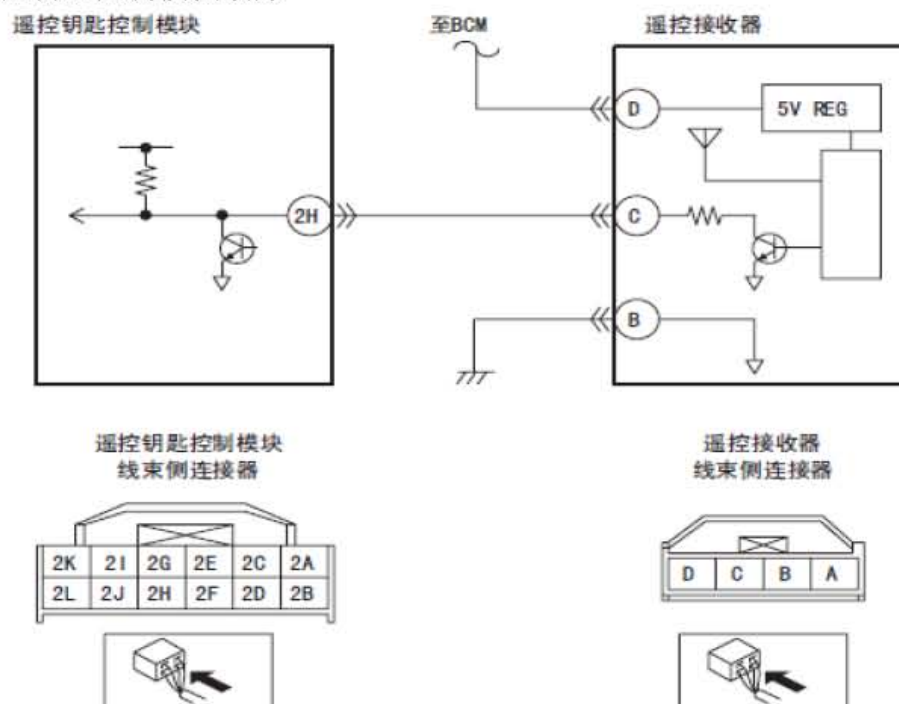 遥控钥匙控制模块
至BCM
遥控接收器
D
5V REG
2H
C
B
遥控钥匙控制模块
线束侧连接器
遥控接收器
线束侧连接器
2K 2I 2G 2E 2C 2A
2L 2J 2H 2F 2D 2B
D C B A